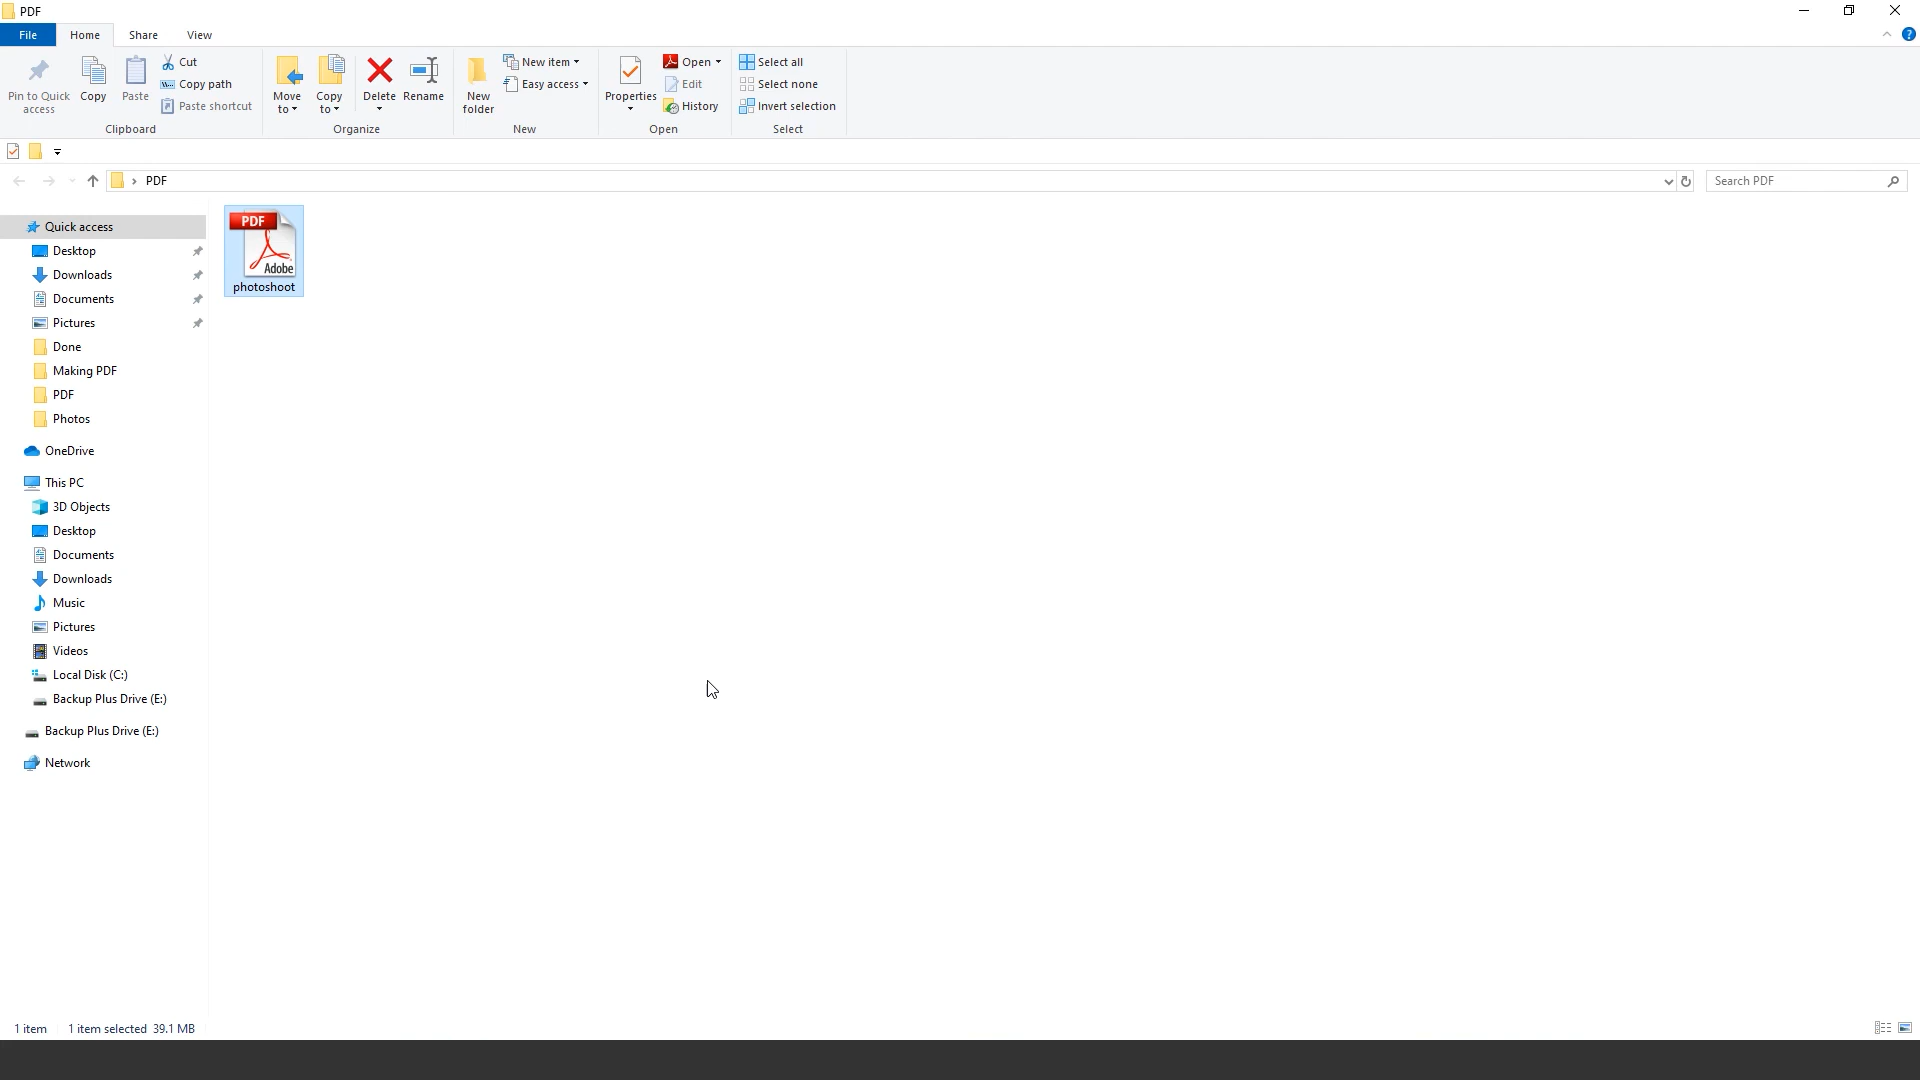 PDF
File Home Share View
Pin to Quick access
Copy
Paste
Cut
Copy path
Paste shortcut
Clipboard
Move to
Copy to
Delete
Rename
Organize
New folder
New item
Easy access
New
Properties
Open
Edit
History
Open
Select all
Select none
Invert selection
Select
PDF
Search PDF
Quick access
Desktop
Downloads
Documents
Pictures
Done
Making PDF
PDF
Photos
OneDrive
This PC
3D Objects
Desktop
Documents
Downloads
Music
Pictures
Videos
Local Disk (C:)
Backup Plus Drive (E:)
Backup Plus Drive (E:)
Network
PDF
Adobe
photoshoot
1 item 1 item selected 39.1 MB